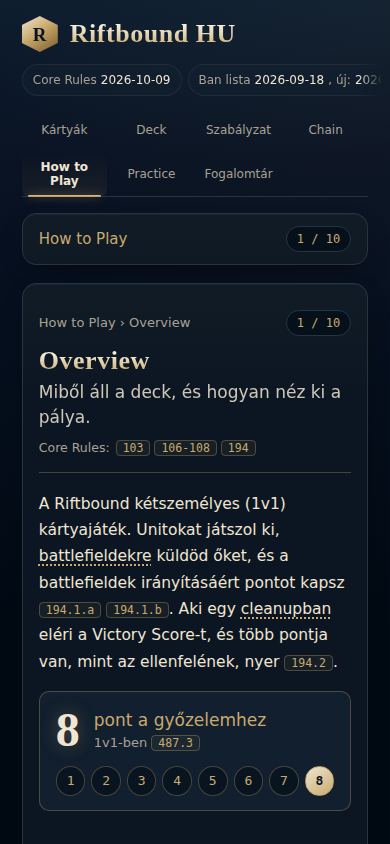 R Riftbound HU
Core Rules 2026-10-09 Ban lista 2026-09-18 , új: 202
Kártyák Deck Szabályzat Chain
How to Play Practice Fogalomtár
How to Play 1 / 10
How to Play › Overview 1 / 10
Overview
Miből áll a deck, és hogyan néz ki a
pálya.
Core Rules: 103 106-108 194
A Riftbound kétszemélyes (1v1)
kártyajáték. Unitokat játszol ki,
battlefieldekre küldöd őket, és a
battlefieldek irányításáért pontot kapsz
194.1.a 194.1.b. Aki egy cleanupban
eléri a Victory Score-t, és több pontja
van, mint az ellenfelének, nyer 194.2.
8 pont a győzelemhez
1v1-ben 487.3
1 2 3 4 5 6 7 8